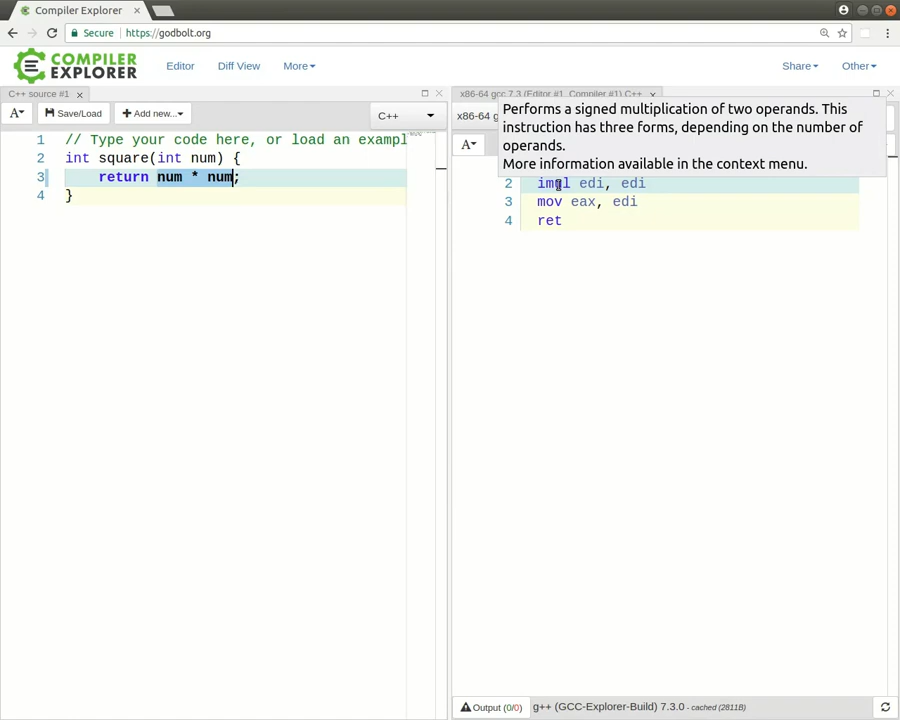 Compiler Explorer
Secure https://godbolt.org
COMPILER
EXPLORER
Editor
Diff View
More
Share
Other
C++ source #1
x86-64 gcc 7.3 (Editor #1, Compiler #1) C++
A
Save/Load
+ Add new...
C++
x86-64 g
A
Performs a signed multiplication of two operands. This
instruction has three forms, depending on the number of
operands.
More information available in the context menu.
1 // Type your code here, or load an exampl
2 int square(int num) {
3 return num * num;
4 }
2 imul edi, edi
3 mov eax, edi
4 ret
Output (0/0) g++ (GCC-Explorer-Build) 7.3.0 - cached (2811B)